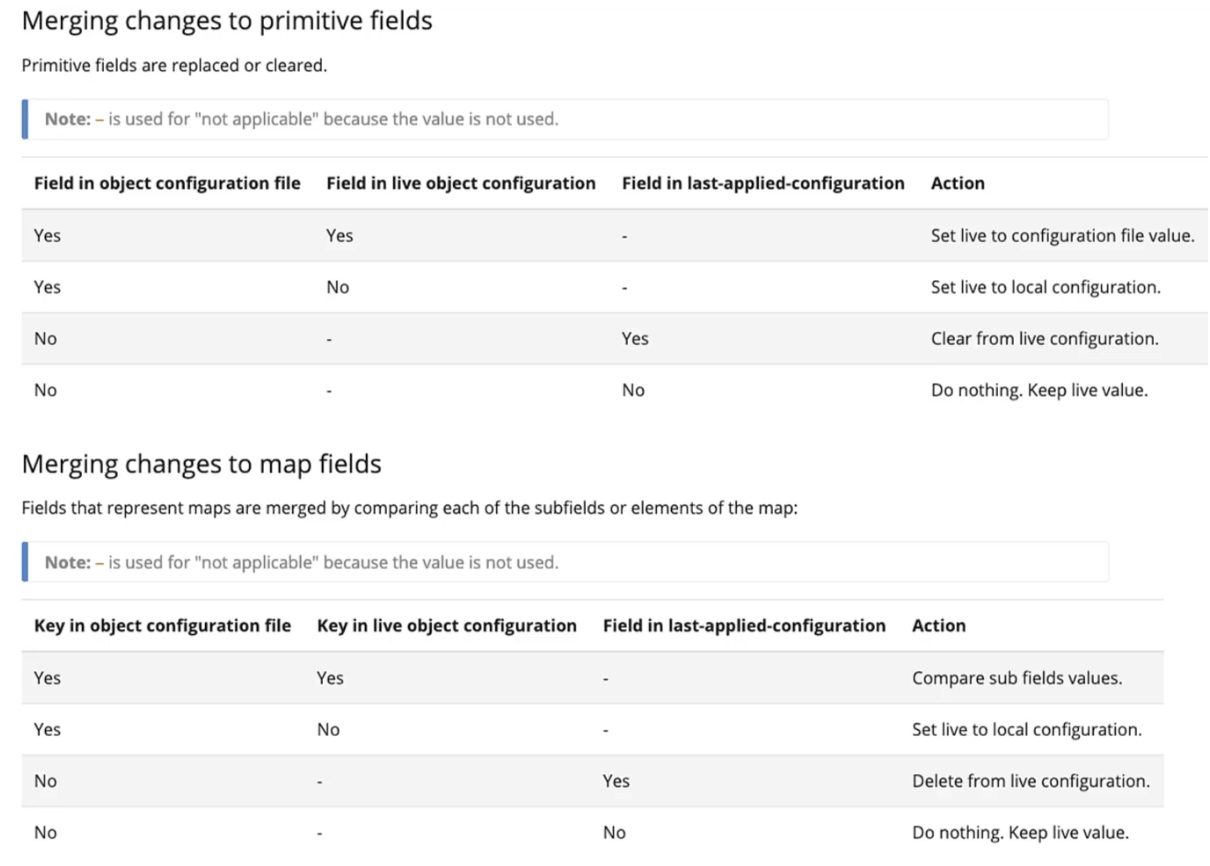 Merging changes to primitive fields
Primitive fields are replaced or cleared.
Note: – is used for "not applicable" because the value is not used.
Field in object configuration file Field in live object configuration Field in last-applied-configuration Action
Yes Yes - Set live to configuration file value.
Yes No - Set live to local configuration.
No - Yes Clear from live configuration.
No - No Do nothing. Keep live value.
Merging changes to map fields
Fields that represent maps are merged by comparing each of the subfields or elements of the map:
Note: – is used for "not applicable" because the value is not used.
Key in object configuration file Key in live object configuration Field in last-applied-configuration Action
Yes Yes - Compare sub fields values.
Yes No - Set live to local configuration.
No - Yes Delete from live configuration.
No - No Do nothing. Keep live value.